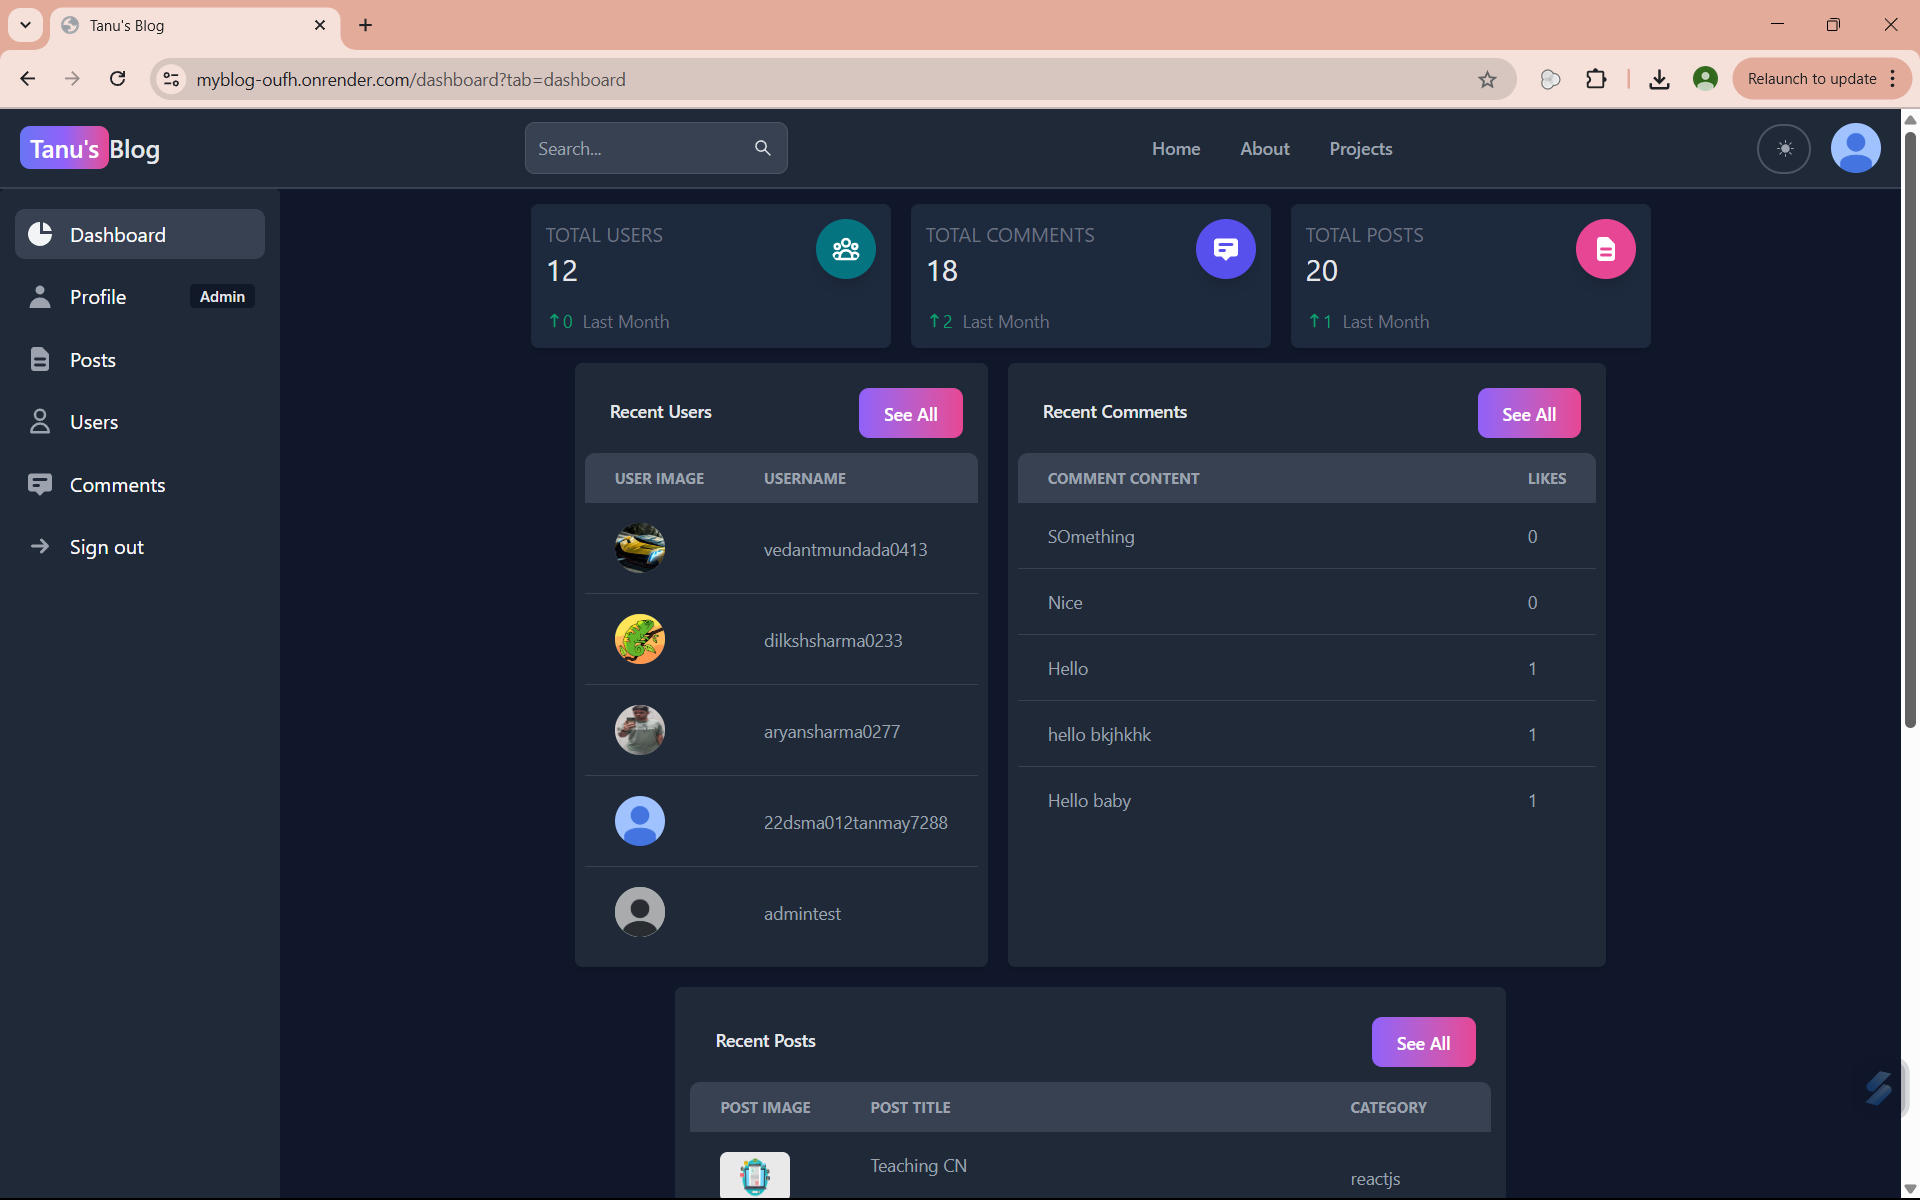 Tanu's Blog
myblog-oufh.onrender.com/dashboard?tab=dashboard
Relaunch to update
Tanu's Blog
Search...
Home
About
Projects
Dashboard
Profile
Admin
Posts
Users
Comments
Sign out
TOTAL USERS
12
0 Last Month
TOTAL COMMENTS
18
2 Last Month
TOTAL POSTS
20
1 Last Month
Recent Users
See All
USER IMAGE USERNAME
vedantmundada0413
dilkshsharma0233
aryansharma0277
22dsma012tanmay7288
admintest
Recent Comments
See All
COMMENT CONTENT LIKES
SOmething 0
Nice 0
Hello 1
hello bkjhkhk 1
Hello baby 1
Recent Posts
See All
POST IMAGE POST TITLE CATEGORY
Teaching CN
reactjs